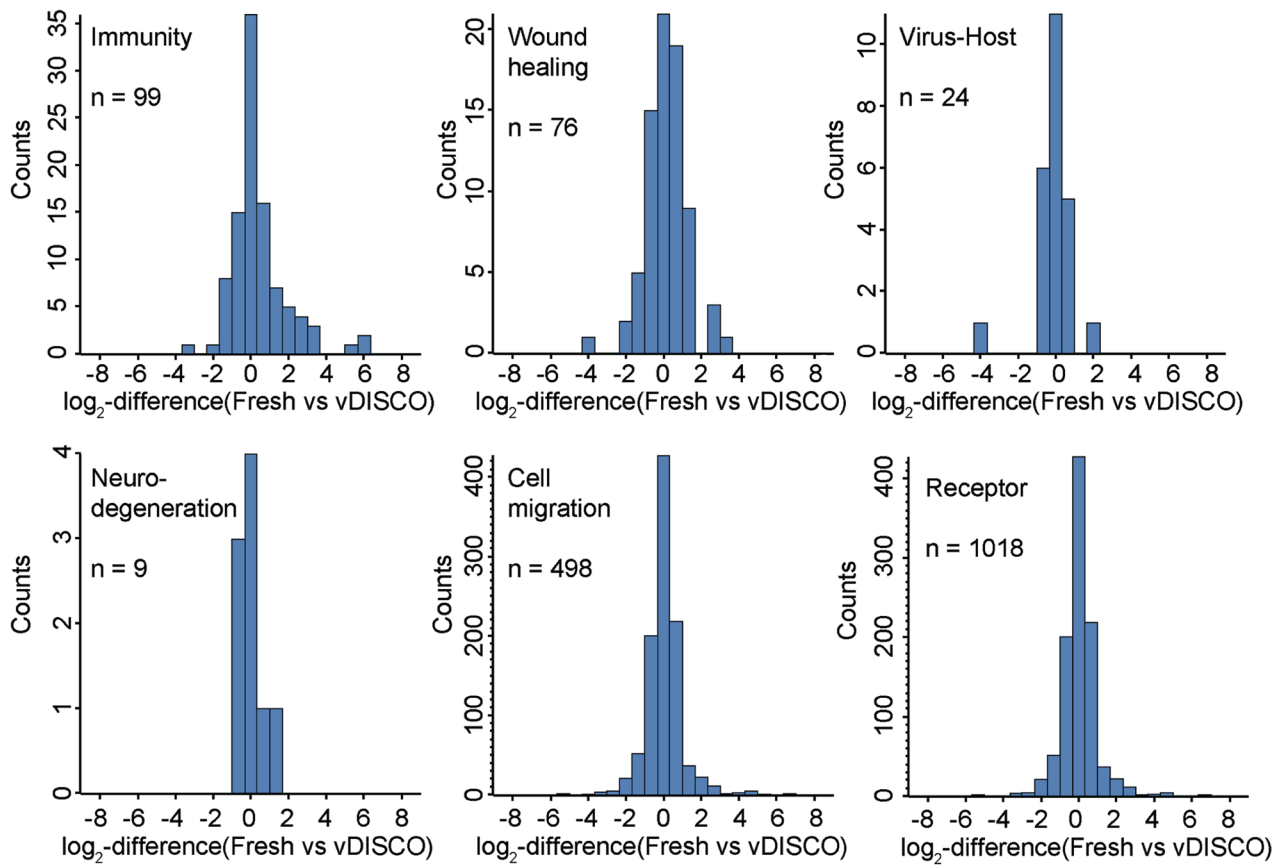 Immunity
n = 99
Counts
0
5
10
15
20
25
30
35
-8 -6 -4 -2 0 2 4 6 8
log2-difference(Fresh vs vDISCO)
Wound
healing
n = 76
Counts
0
5
10
15
20
-8 -6 -4 -2 0 2 4 6 8
log2-difference(Fresh vs vDISCO)
Virus-Host
n = 24
Counts
0
2
4
6
8
10
-8 -6 -4 -2 0 2 4 6 8
log2-difference(Fresh vs vDISCO)
Neuro-
degeneration
n = 9
Counts
0
1
2
3
4
-8 -6 -4 -2 0 2 4 6 8
log2-difference(Fresh vs vDISCO)
Cell
migration
n = 498
Counts
0
100
200
300
400
-8 -6 -4 -2 0 2 4 6 8
log2-difference(Fresh vs vDISCO)
Receptor
n = 1018
Counts
0
100
200
300
400
-8 -6 -4 -2 0 2 4 6 8
log2-difference(Fresh vs vDISCO)